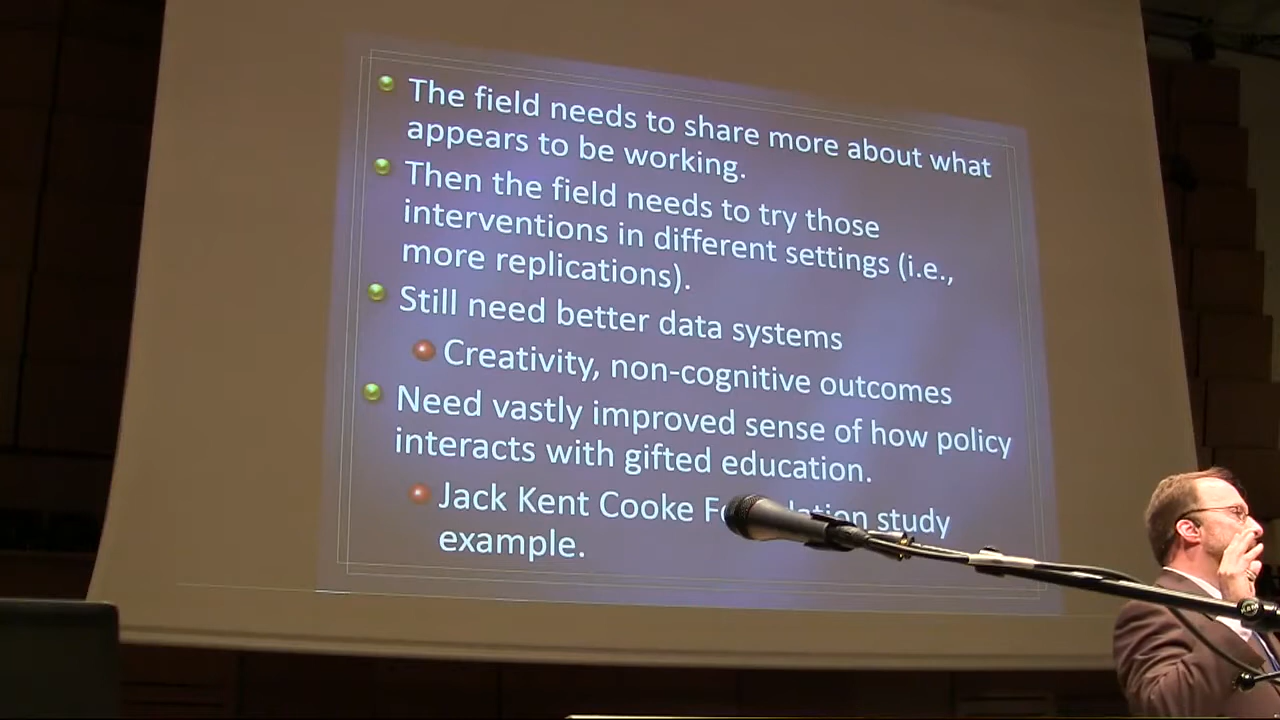 The field needs to share more about what
appears to be working.
Then the field needs to try those
interventions in different settings (i.e.,
more replications).
Still need better data systems
Creativity, non-cognitive outcomes
Need vastly improved sense of how policy
interacts with gifted education.
Jack Kent Cooke study
example.